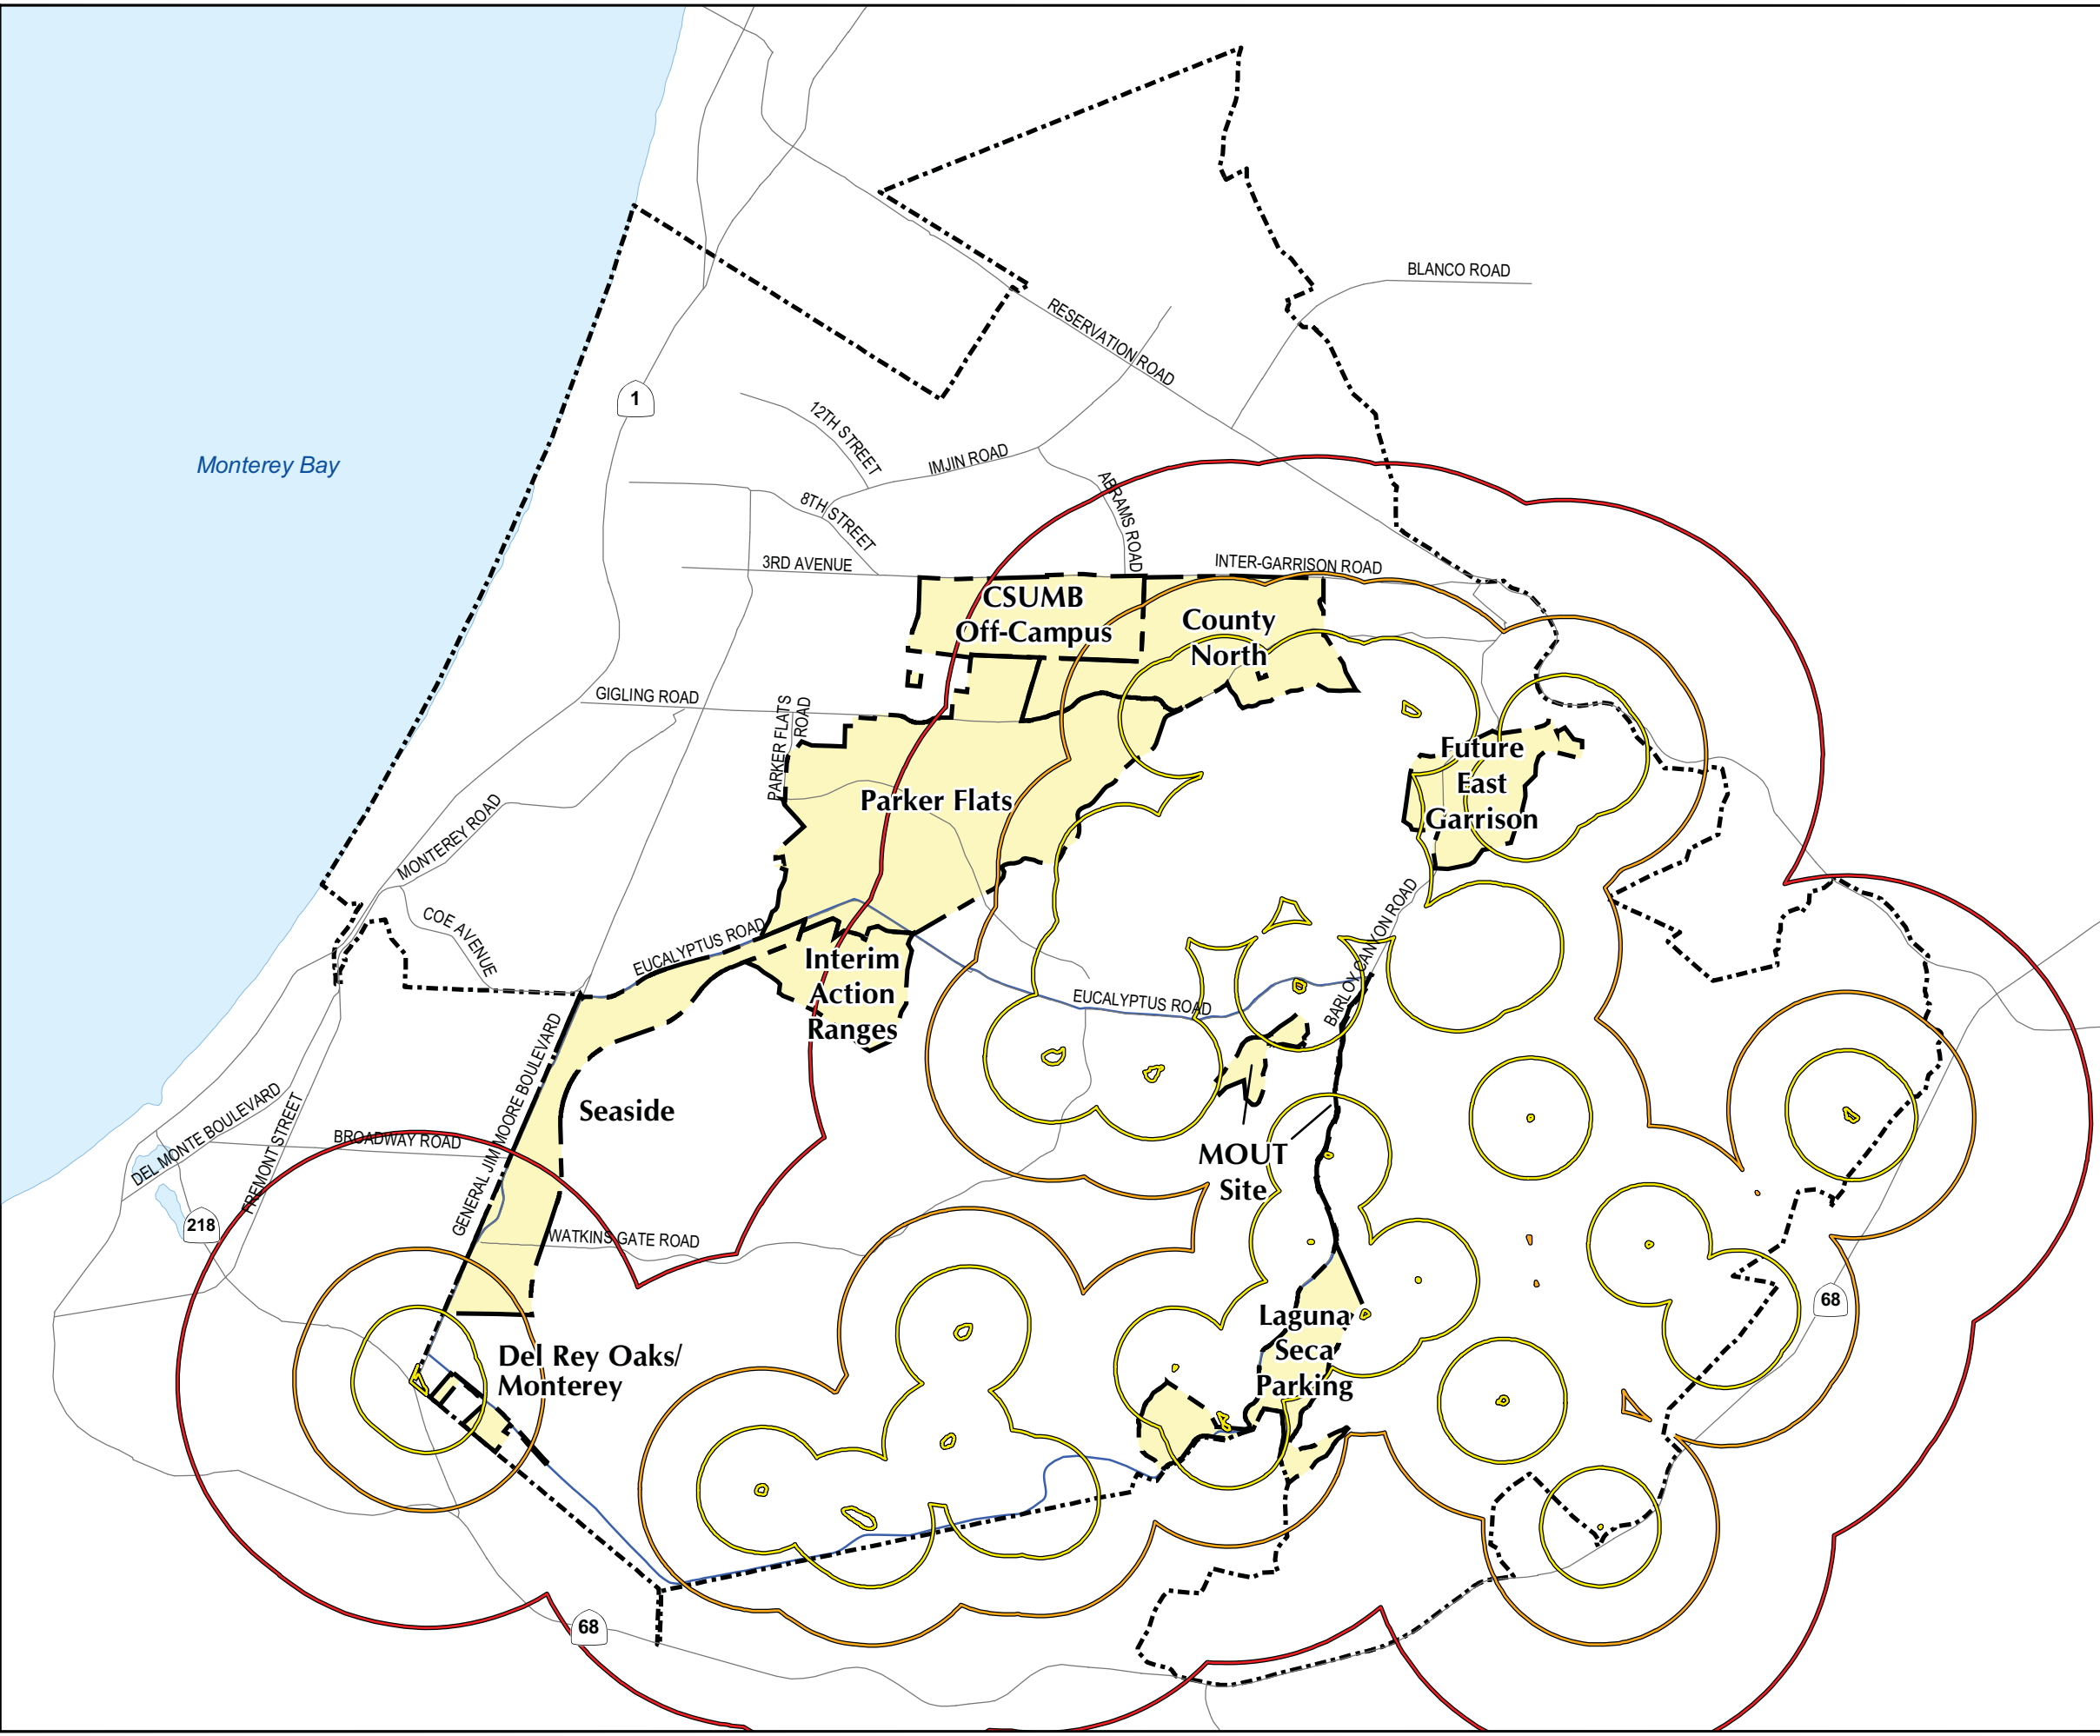 BLANCO ROAD
RESERVATION ROAD
1
12TH STREET
Monterey Bay
IMJIN ROAD
ABRAMS ROAD
8TH STREET
3RD AVENUE
INTER-GARRISON ROAD
CSUMB
Off-Campus
County
North
GIGLING ROAD
PARKER FLATS
ROAD
Future
East
Garrison
Parker Flats
MONTEREY ROAD
COE AVENUE
EUCALYPTUS ROAD
BARLOY CANYON ROAD
Interim
Action
Ranges
EUCALYPTUS ROAD
GENERAL JIM MOORE BOULEVARD
DEL MONTE BOULEVARD
FREMONT STREET
Seaside
BROADWAY ROAD
MOUT
Site
218
WATKINS GATE ROAD
68
Laguna
Seca
Parking
Del Rey Oaks/
Monterey
68